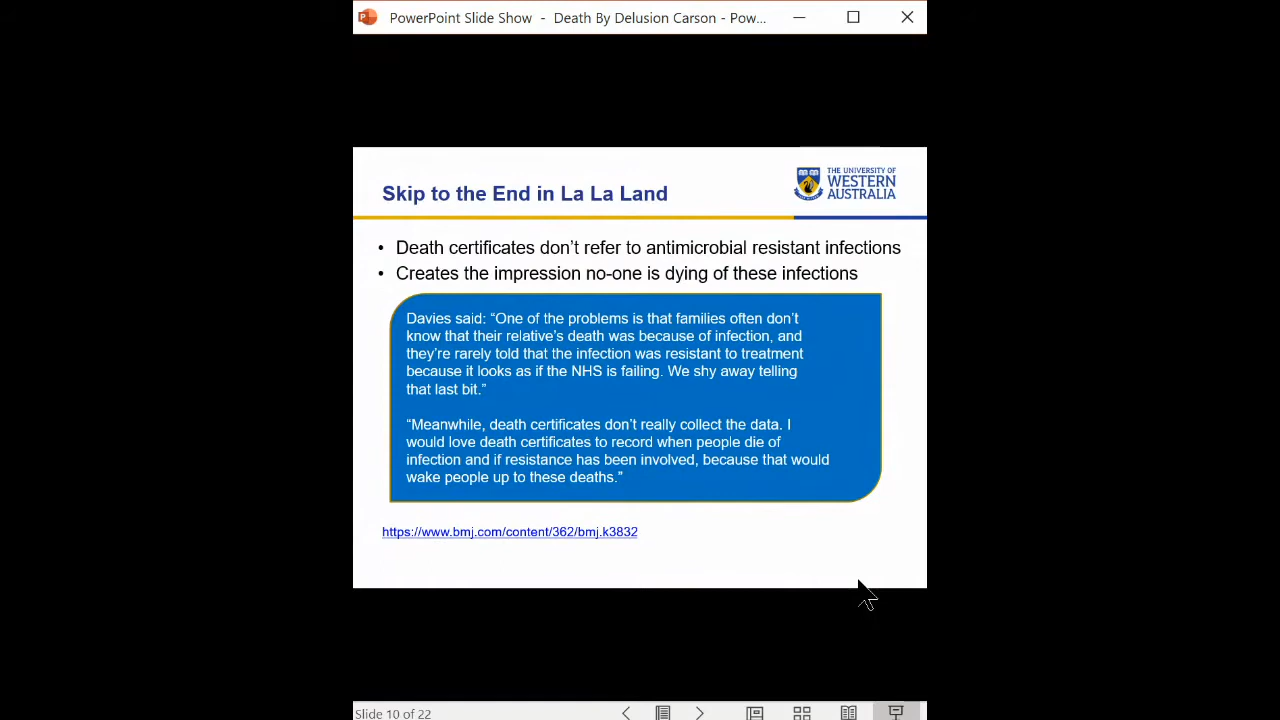 PowerPoint Slide Show - Death By Delusion Carson - Pow...
THE UNIVERSITY OF
WESTERN
AUSTRALIA
Skip to the End in La La Land
• Death certificates don’t refer to antimicrobial resistant infections
• Creates the impression no-one is dying of these infections
Davies said: “One of the problems is that families often don’t
know that their relative’s death was because of infection, and
they’re rarely told that the infection was resistant to treatment
because it looks as if the NHS is failing. We shy away telling
that last bit.”
“Meanwhile, death certificates don’t really collect the data. I
would love death certificates to record when people die of
infection and if resistance has been involved, because that would
wake people up to these deaths.”
https://www.bmj.com/content/362/bmj.k3832
Slide 10 of 22